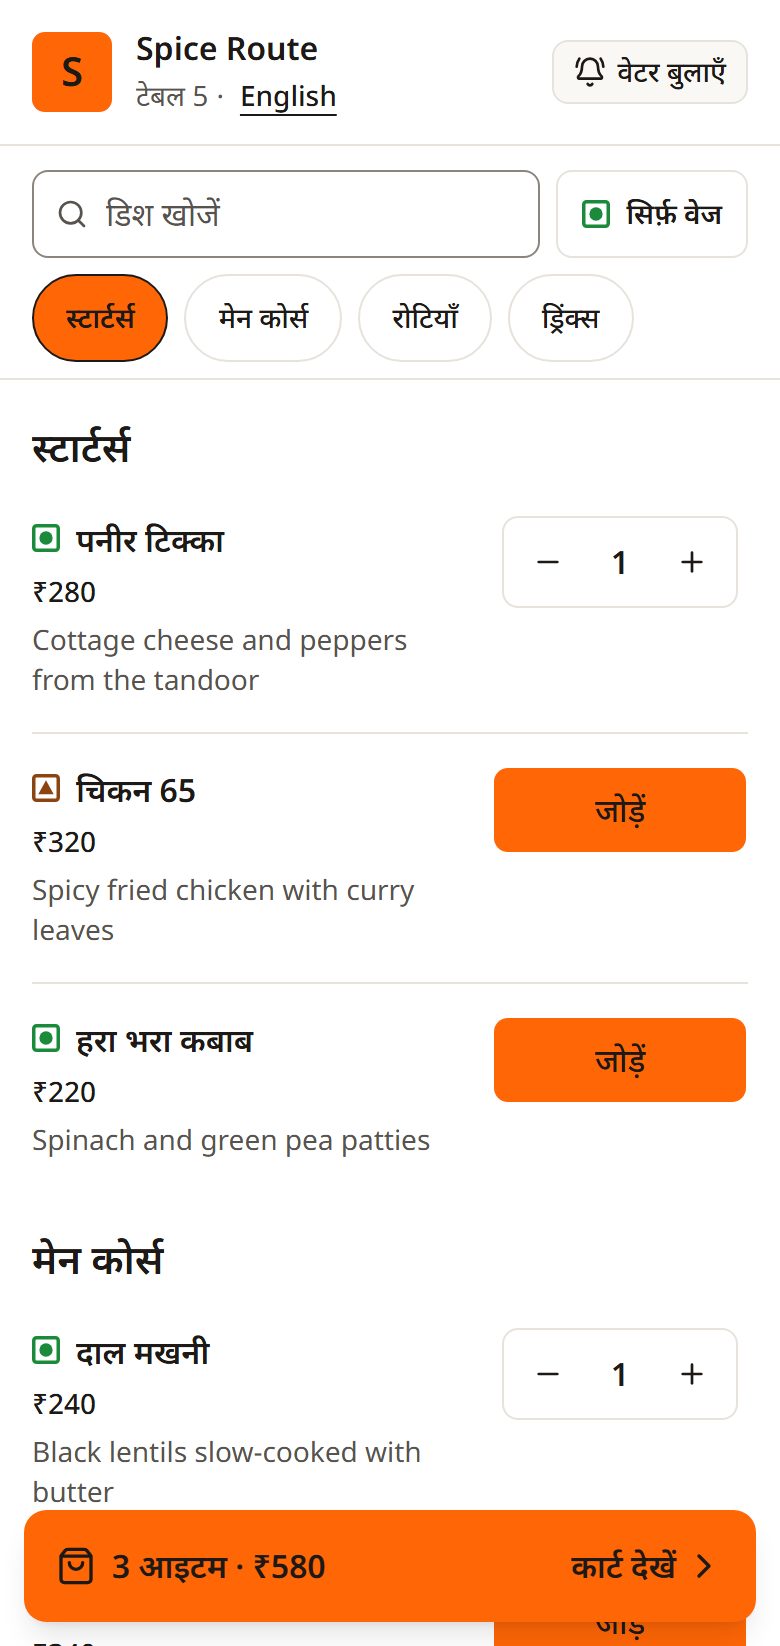 S
Spice Route
टेबल 5 · English
वेटर बुलाएँ
डिश खोजें
सिर्फ़ वेज
स्टार्टर्स
मेन कोर्स
रोटियाँ
ड्रिंक्स
स्टार्टर्स
पनीर टिक्का
1
₹280
Cottage cheese and peppers
from the tandoor
चिकन 65
जोड़ें
₹320
Spicy fried chicken with curry
leaves
हरा भरा कबाब
जोड़ें
₹220
Spinach and green pea patties
मेन कोर्स
दाल मखनी
1
₹240
Black lentils slow-cooked with
butter
3 आइटम · ₹580
कार्ट देखें